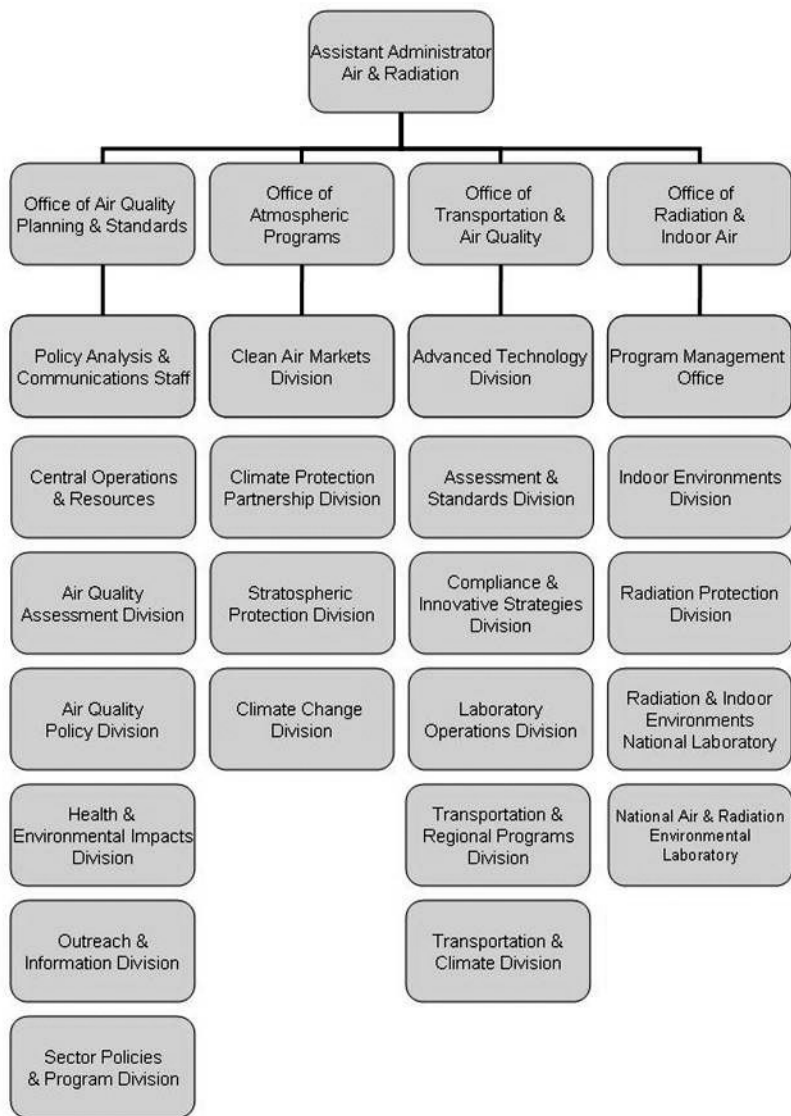 Assistant Administrator
Air & Radiation
Office of Air Quality
Planning & Standards
Office of
Atmospheric
Programs
Office of
Transportation &
Air Quality
Office of
Radiation &
Indoor Air
Policy Analysis &
Communications Staff
Clean Air Markets
Division
Advanced Technology
Division
Program Management
Office
Central Operations
& Resources
Climate Protection
Partnership Division
Assessment &
Standards Division
Indoor Environments
Division
Air Quality
Assessment Division
Stratospheric
Protection Division
Compliance &
Innovative Strategies
Division
Radiation Protection
Division
Air Quality
Policy Division
Climate Change
Division
Laboratory
Operations Division
Radiation & Indoor
Environments
National Laboratory
Health &
Environmental Impacts
Division
Transportation &
Regional Programs
Division
National Air & Radiation
Environmental
Laboratory
Outreach &
Information Division
Transportation &
Climate Division
Sector Policies
& Program Division